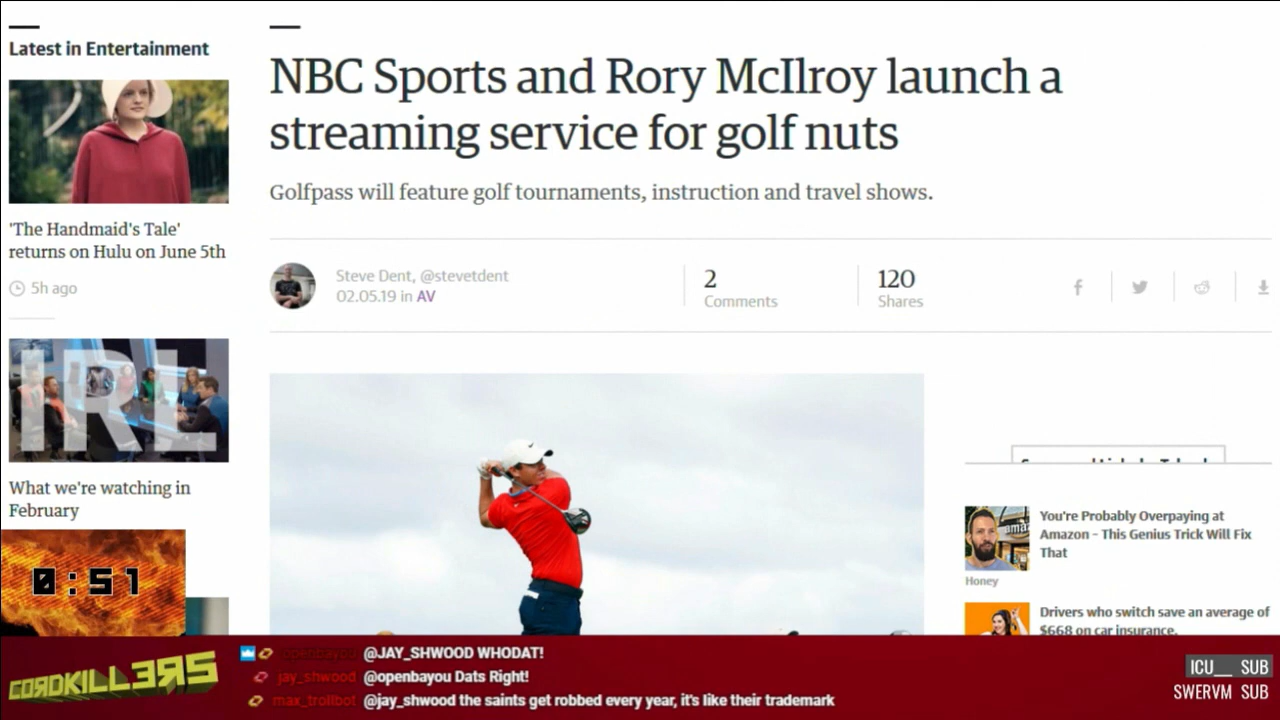 Latest in Entertainment
'The Handmaid's Tale'
returns on Hulu on June 5th
5h ago
IRL
What we're watching in
February
0:51
NBC Sports and Rory McIlroy launch a
streaming service for golf nuts
Golfpass will feature golf tournaments, instruction and travel shows.
Steve Dent, @stevetdent
02.05.19 in AV
2
Comments
120
Shares
You're Probably Overpaying at
Amazon – This Genius Trick Will Fix
That
Honey
Drivers who switch save an average of
$668 on car insurance.
CORDKILLERS
openbayou @JAY_SHWOOD WHODAT!
jay_shwood @openbayou Dats Right!
max_trollbot @jay_shwood the saints get robbed every year, it's like their trademark
ICU__ SUB
SWERVM SUB